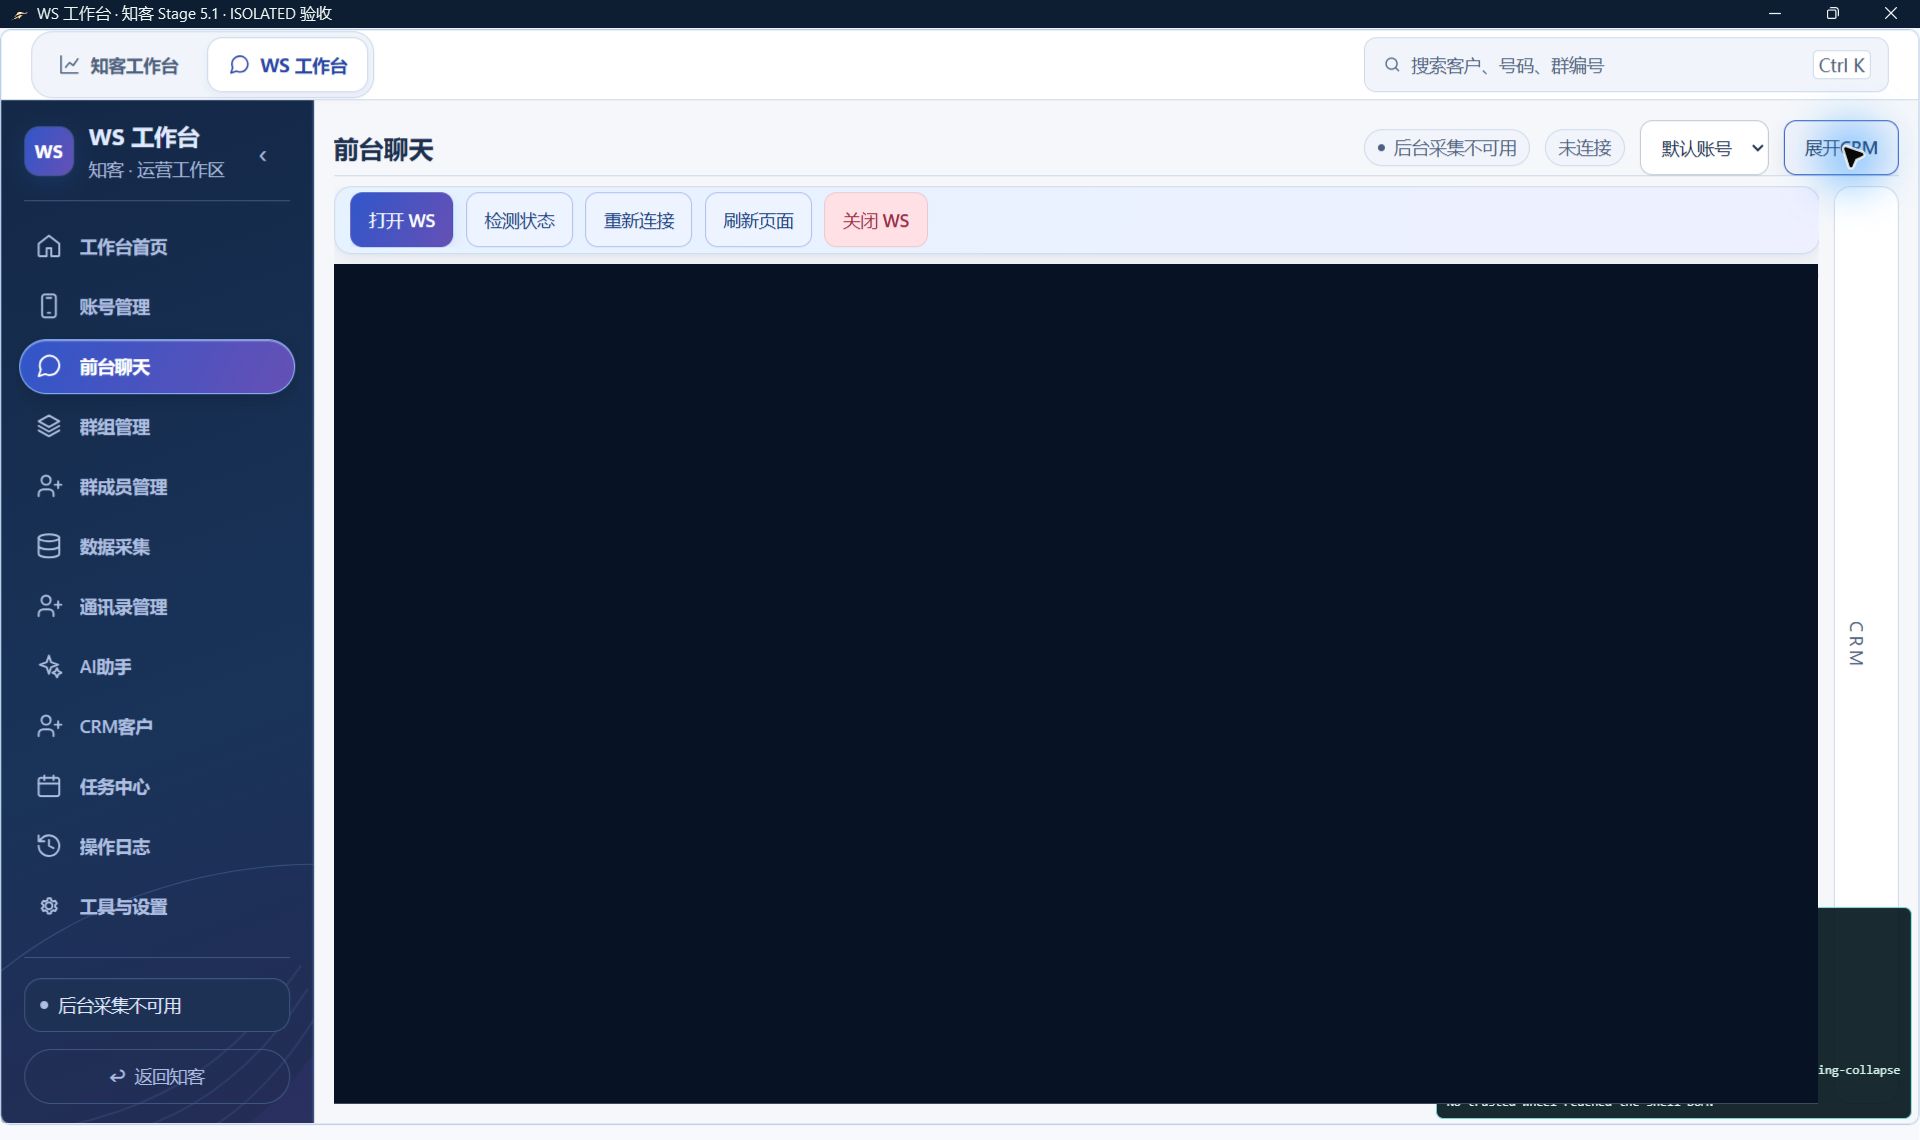 WS 工作台 · 知客 Stage 5.1 · ISOLATED 验收
知客工作台
WS 工作台
搜索客户、号码、群编号
Ctrl K
WS
WS 工作台
知客 · 运营工作区
工作台首页
账号管理
前台聊天
群组管理
群成员管理
数据采集
通讯录管理
AI助手
CRM客户
任务中心
操作日志
工具与设置
后台采集不可用
返回知客
前台聊天
后台采集不可用
未连接
默认账号
展开CRM
打开 WS
检测状态
重新连接
刷新页面
关闭 WS
CRM
ing-collapse